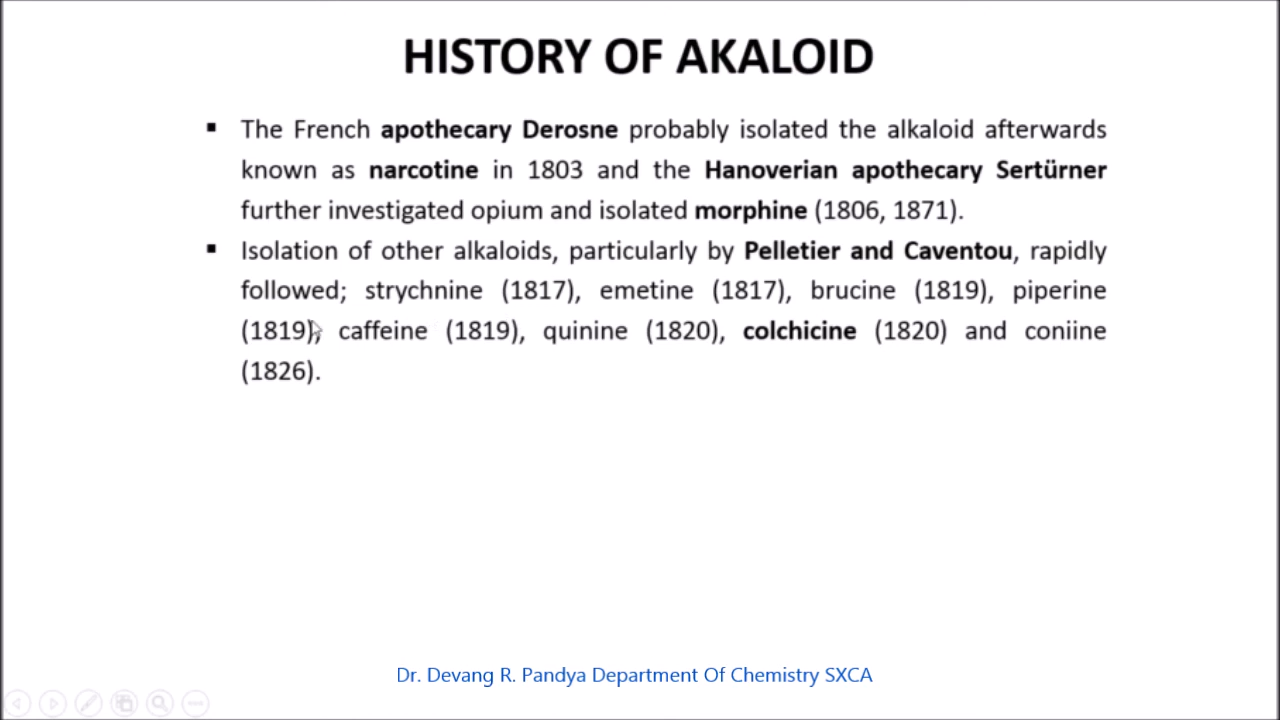 HISTORY OF AKALOID
▪ The French apothecary Derosne probably isolated the alkaloid afterwards
known as narcotine in 1803 and the Hanoverian apothecary Sertürner
further investigated opium and isolated morphine (1806, 1871).
▪ Isolation of other alkaloids, particularly by Pelletier and Caventou, rapidly
followed; strychnine (1817), emetine (1817), brucine (1819), piperine
(1819), caffeine (1819), quinine (1820), colchicine (1820) and coniine
(1826).
Dr. Devang R. Pandya Department Of Chemistry SXCA